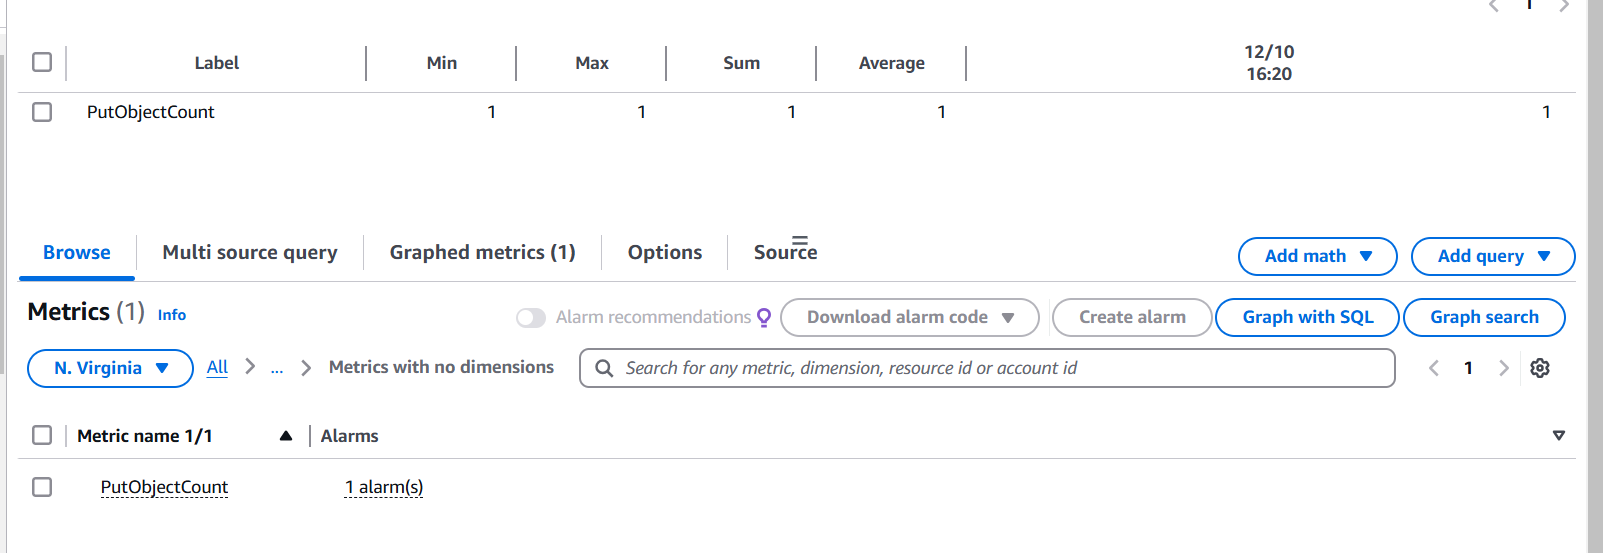 1
Label Min Max Sum Average 12/10
16:20
PutObjectCount 1 1 1 1 1
Browse Multi source query Graphed metrics (1) Options Source Add math Add query
Metrics (1) Info Alarm recommendations Download alarm code Create alarm Graph with SQL Graph search
N. Virginia All ... Metrics with no dimensions Search for any metric, dimension, resource id or account id 1
Metric name 1/1 Alarms
PutObjectCount 1 alarm(s)